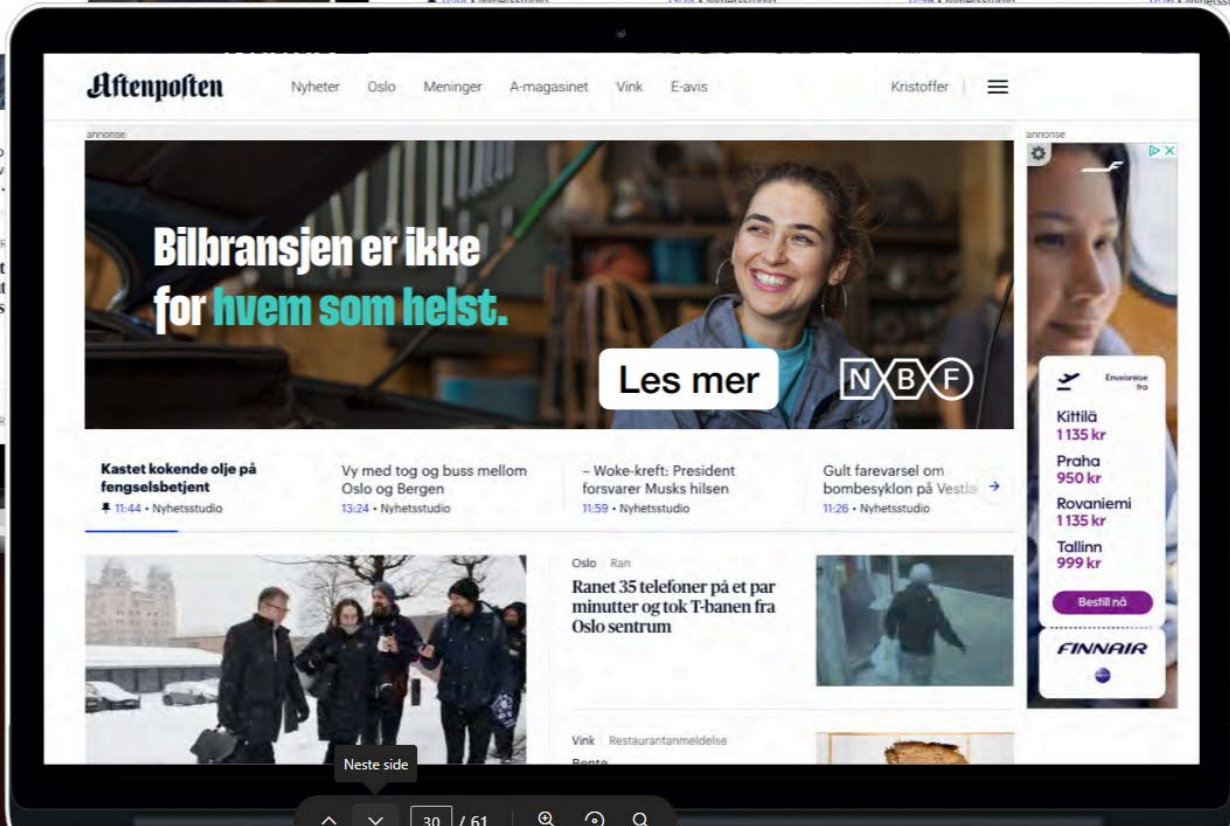 Aftenposten
Nyheter Oslo Meninger A-magasinet Vink E-avis
Kristoffer
annonse
Bilbransjen er ikke
for hvem som helst.
Les mer
NBF
annonse
Enveisreise
fra
Kittilä
1 135 kr
Praha
950 kr
Rovaniemi
1 135 kr
Tallinn
999 kr
Bestill nå
FINNAIR
Kastet kokende olje på
fengselsbetjent
11:44 • Nyhetsstudio
Vy med tog og buss mellom
Oslo og Bergen
13:24 • Nyhetsstudio
– Woke-kreft: President
forsvarer Musks hilsen
11:59 • Nyhetsstudio
Gult farevarsel om
bombesyklon på Vestla
11:26 • Nyhetsstudio
Oslo Ran
Ranet 35 telefoner på et par
minutter og tok T-banen fra
Oslo sentrum
Vink Restaurantanmeldelse
Neste side
30 / 61